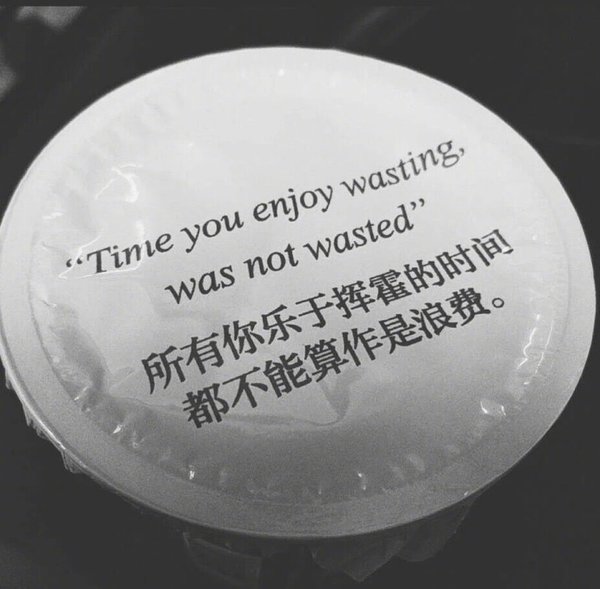 “Time you enjoy wasting,
was not wasted”
所有你乐于挥霍的时间
都不能算作是浪费。